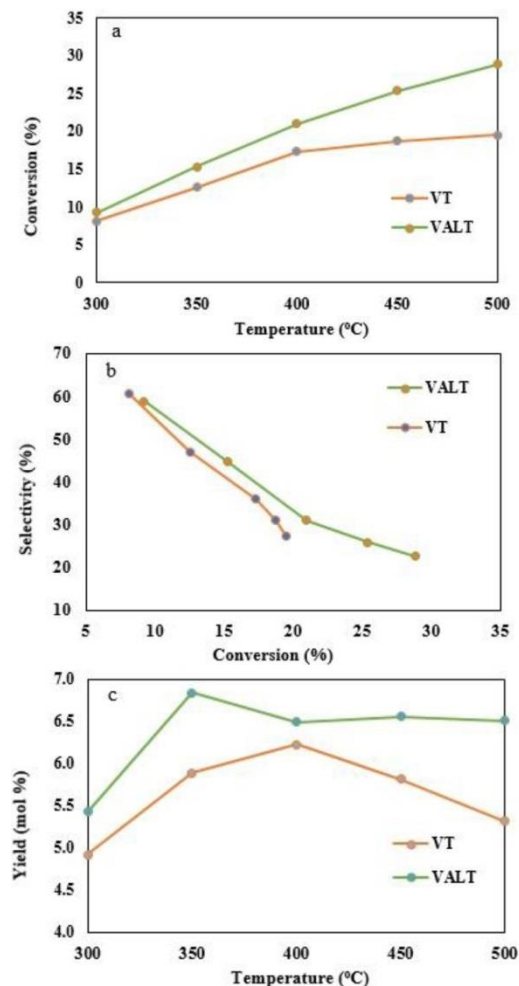 35
a
30
25
20
15
10
5
0
Conversion (%)
VT
VALT
300 350 400 450 500
Temperature (⁰C)
70
b
60
50
40
30
20
10
Selectivity (%)
VALT
VT
5 10 15 20 25 30 35
Conversion (%)
7.0
c
6.5
6.0
5.5
5.0
4.5
4.0
Yield (mol %)
VT
VALT
300 350 400 450 500
Temperature (⁰C)